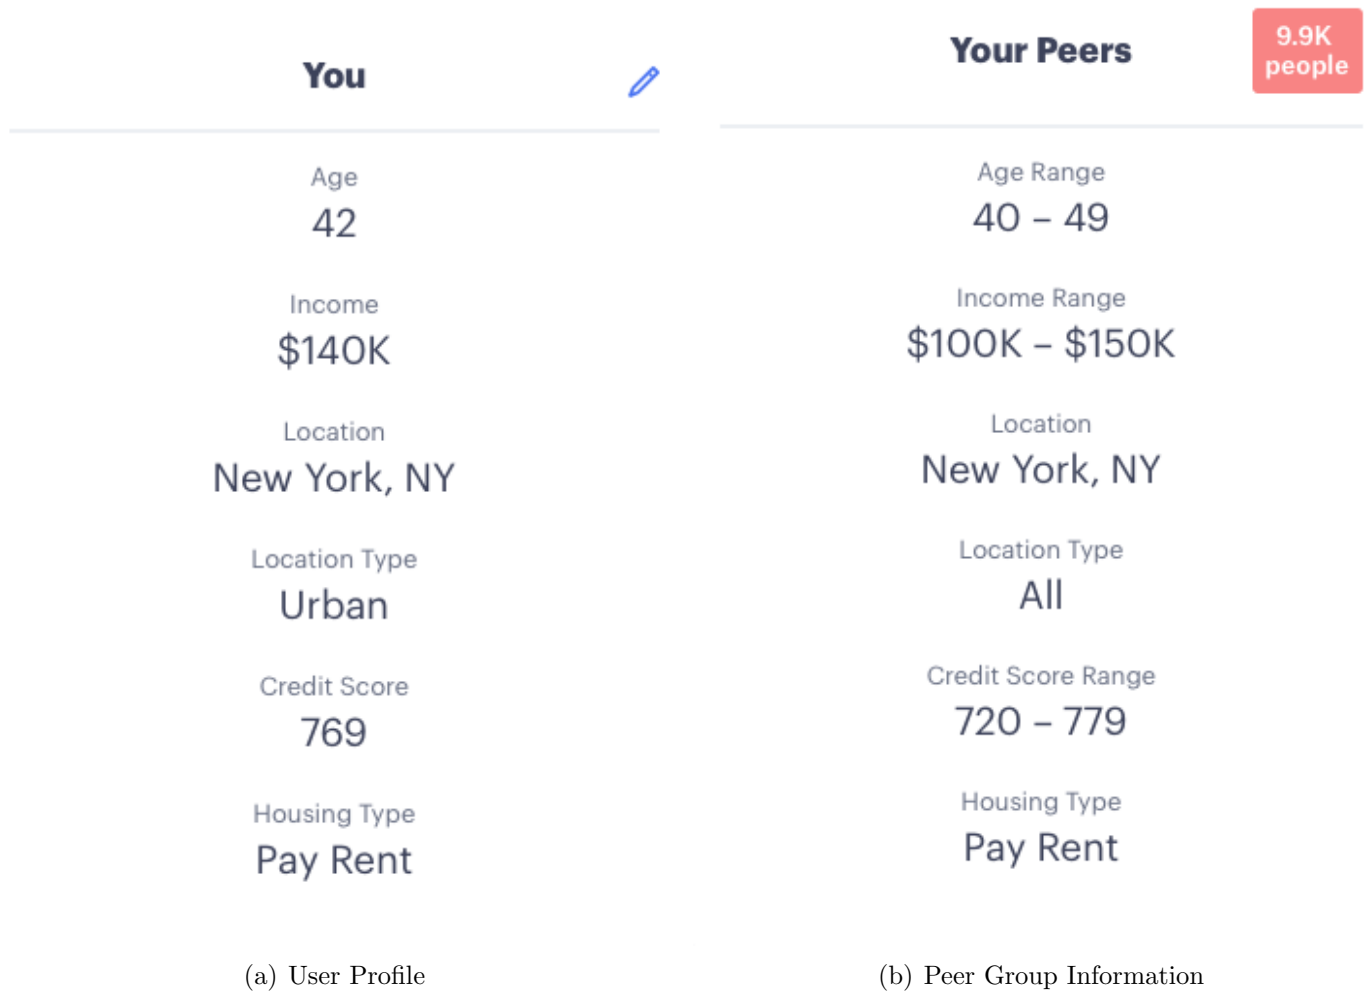 You
Age
42
Income
$140K
Location
New York, NY
Location Type
Urban
Credit Score
769
Housing Type
Pay Rent
(a) User Profile
Your Peers
9.9K
people
Age Range
40 – 49
Income Range
$100K – $150K
Location
New York, NY
Location Type
All
Credit Score Range
720 – 779
Housing Type
Pay Rent
(b) Peer Group Information